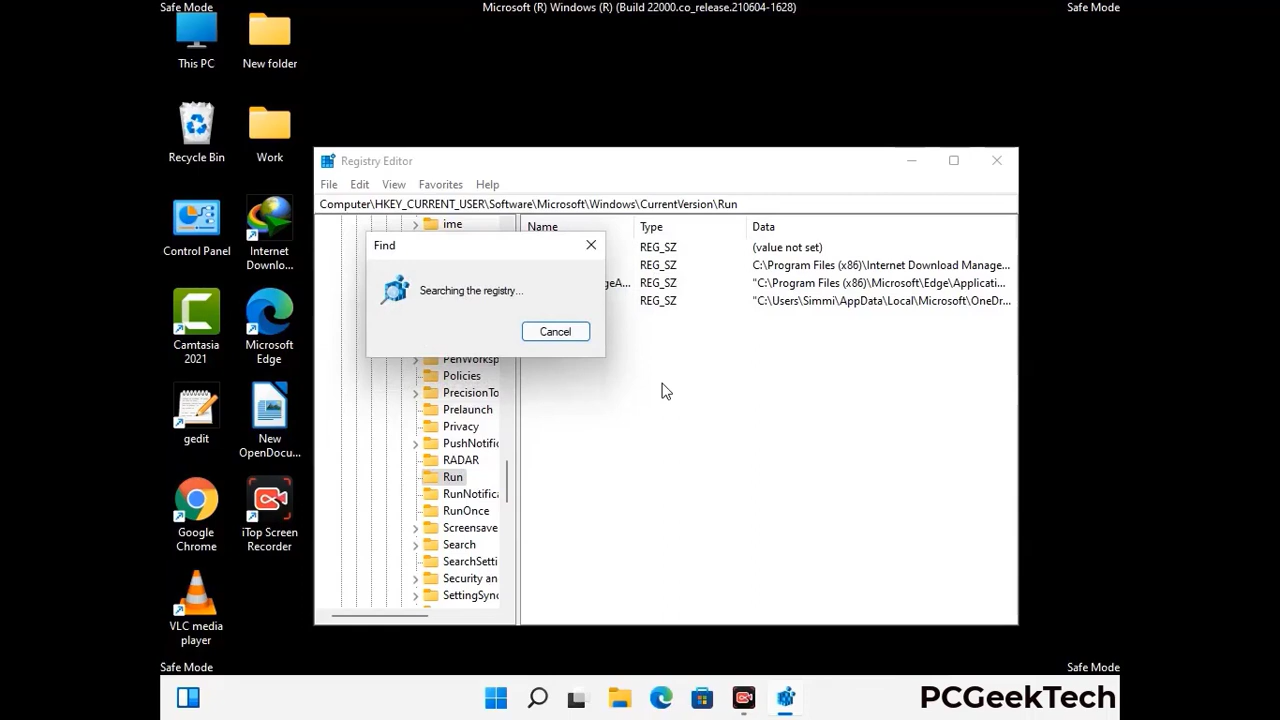 Safe Mode
Microsoft (R) Windows (R) (Build 22000.co_release.210604-1628)
Safe Mode
This PC
New folder
Recycle Bin
Work
Control Panel
Internet
Downlo...
Camtasia
2021
Microsoft
Edge
gedit
New
OpenDocu...
Google
Chrome
iTop Screen
Recorder
VLC media
player
Registry Editor
File Edit View Favorites Help
Computer\HKEY_CURRENT_USER\Software\Microsoft\Windows\CurrentVersion\Run
ime
PenWorksp
Policies
PrecisionTo
Prelaunch
Privacy
PushNotific
RADAR
Run
RunNotifica
RunOnce
Screensave
Search
SearchSetti
Security an
SettingSync
Name Type Data
REG_SZ (value not set)
REG_SZ C:\Program Files (x86)\Internet Download Manage...
geA... REG_SZ "C:\Program Files (x86)\Microsoft\Edge\Applicati...
REG_SZ "C:\Users\Simmi\AppData\Local\Microsoft\OneDr...
Find
Searching the registry...
Cancel
Safe Mode
Safe Mode
PCGeekTech